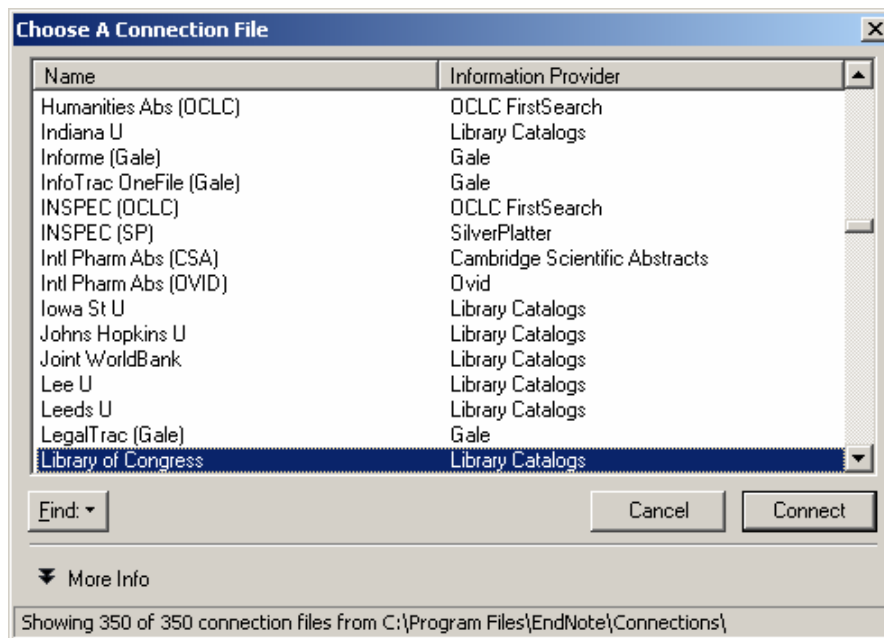 Choose A Connection File
Name Information Provider
Humanities Abs (OCLC) OCLC FirstSearch
Indiana U Library Catalogs
Informe (Gale) Gale
InfoTrac OneFile (Gale) Gale
INSPEC (OCLC) OCLC FirstSearch
INSPEC (SP) SilverPlatter
Intl Pharm Abs (CSA) Cambridge Scientific Abstracts
Intl Pharm Abs (OVID) Ovid
Iowa St U Library Catalogs
Johns Hopkins U Library Catalogs
Joint WorldBank Library Catalogs
Lee U Library Catalogs
Leeds U Library Catalogs
LegalTrac (Gale) Gale
Library of Congress Library Catalogs
Find: Cancel Connect
More Info
Showing 350 of 350 connection files from C:\Program Files\EndNote\Connections\